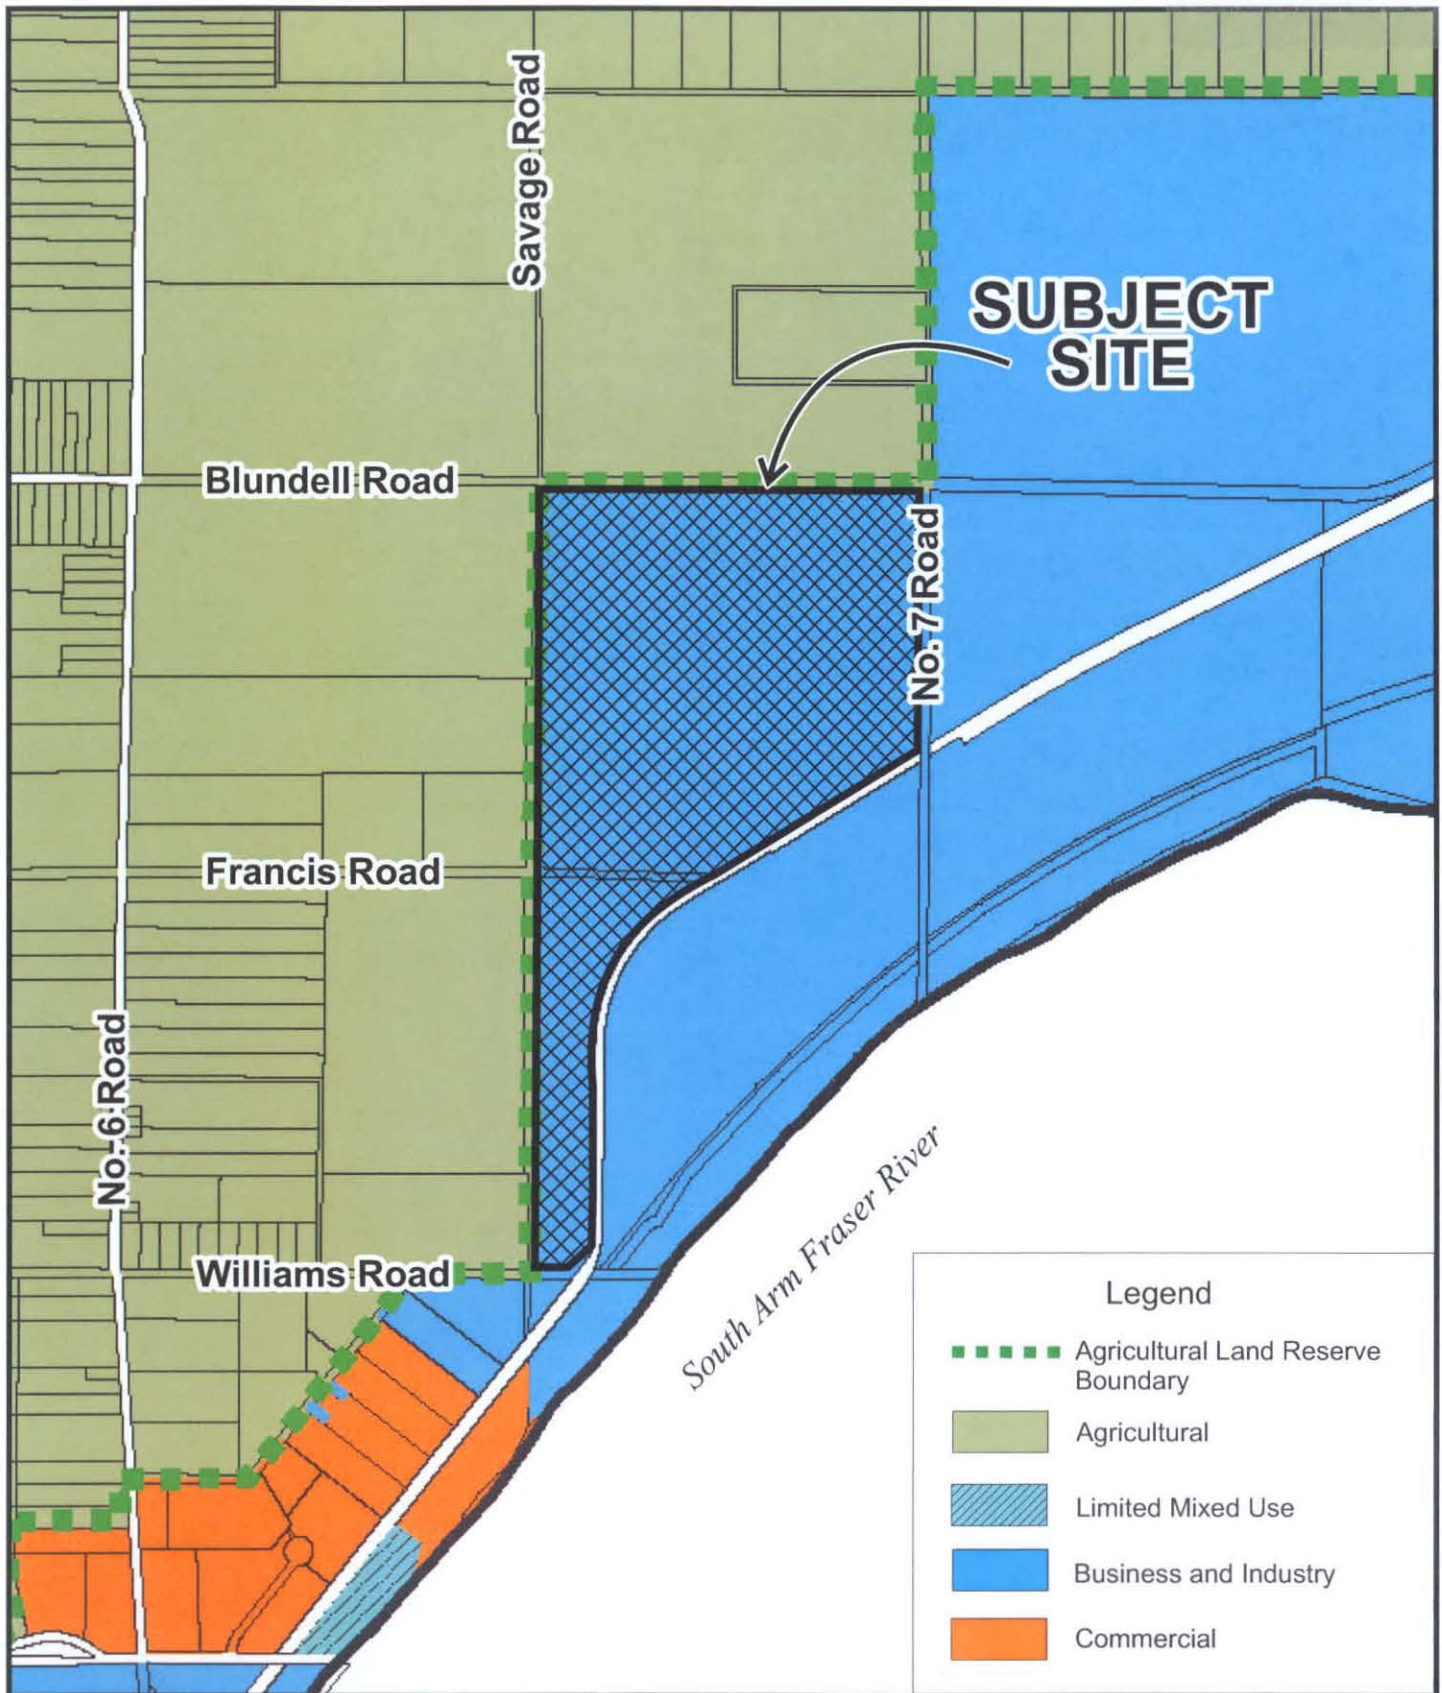 Savage Road
SUBJECT
SITE
Blundell Road
No. 7 Road
Francis Road
No. 6 Road
Williams Road
South Arm Fraser River
Legend
Agricultural Land Reserve
Boundary
Agricultural
Limited Mixed Use
Business and Industry
Commercial